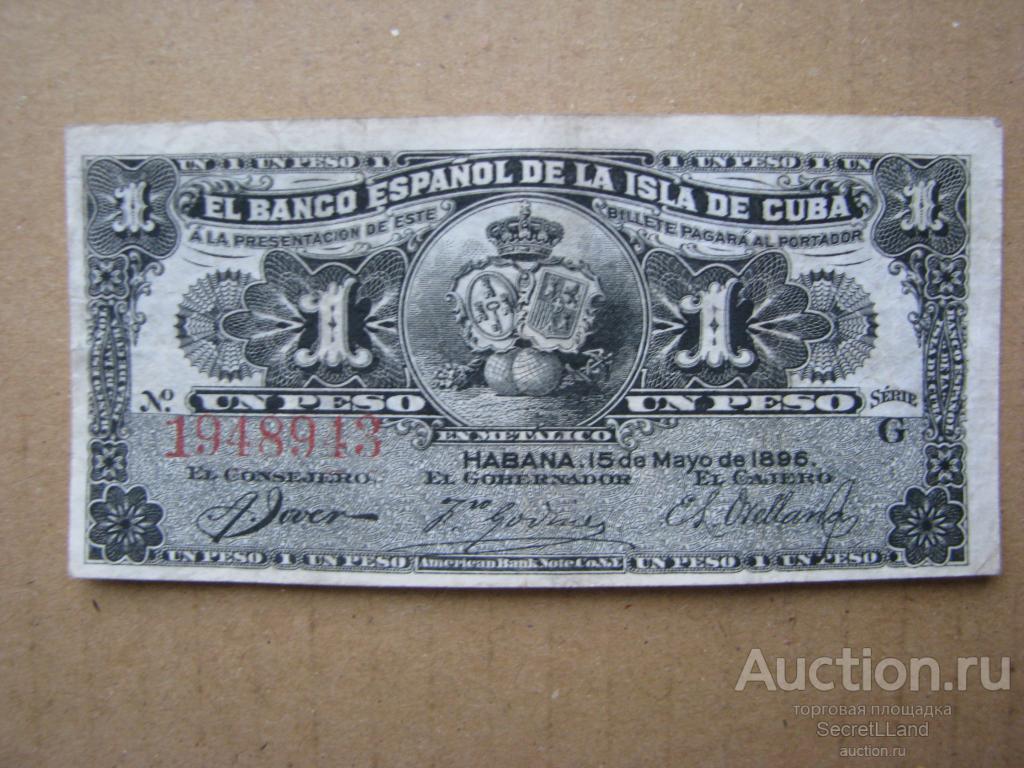 UN 1 UN PESO 1
1 UN PESO 1 UN
1
1
EL BANCO ESPAÑOL DE LA ISLA DE CUBA
Á LA PRESENTACION DE ESTE BILLETE PAGARÁ AL PORTADOR
1
1
UN PESO
UN PESO
No.
SÉRIE
1948943
G
EN METÁLICO
HABANA. 15 de Mayo de 1896.
EL CONSEJERO,
EL GOBERNADOR
EL CAJERO
UN PESO 1 UN PESO
American Bank Note Co. N.Y.
UN PESO 1 UN PESO 1
Auction.ru
торговая площадка
SecretLLand
auction.ru